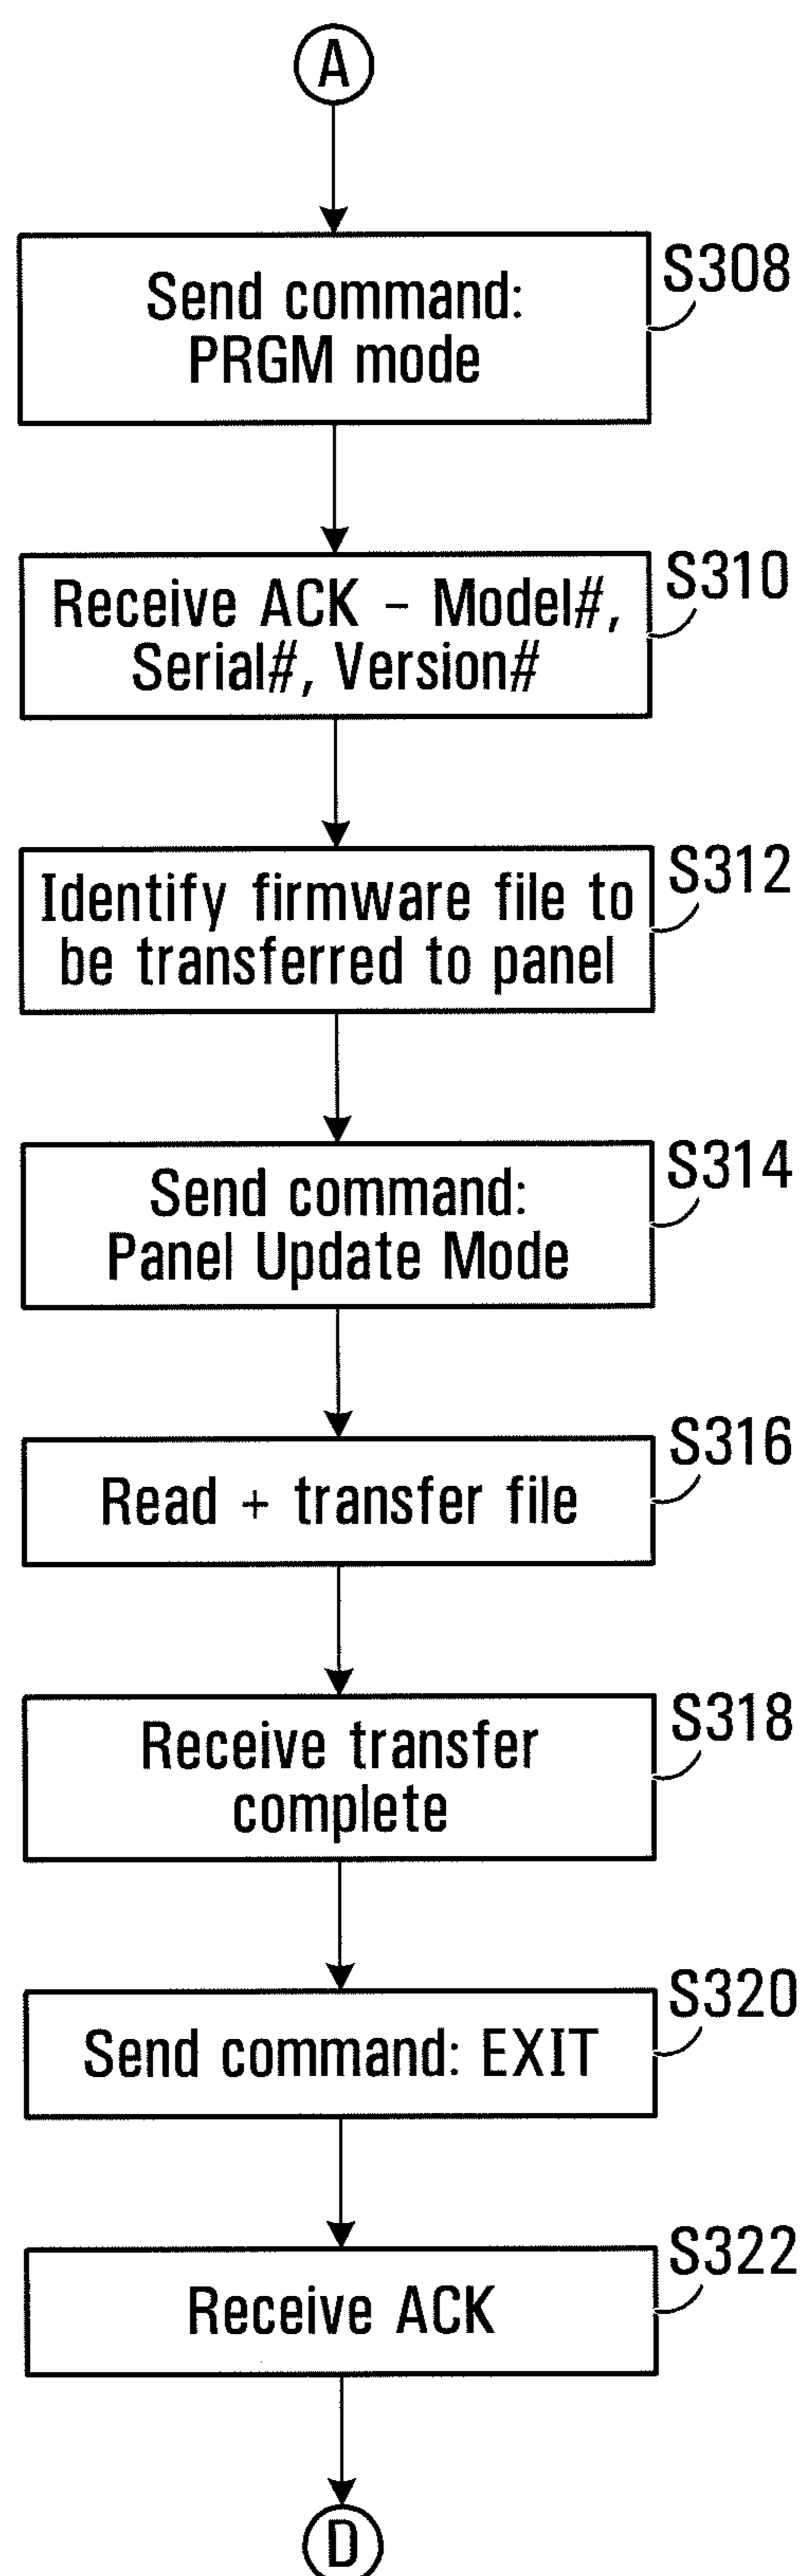 A
Send command:
PRGM mode
S308
Receive ACK – Model#,
Serial#, Version#
S310
Identify firmware file to
be transferred to panel
S312
Send command:
Panel Update Mode
S314
Read + transfer file
S316
Receive transfer
complete
S318
Send command: EXIT
S320
Receive ACK
S322
D